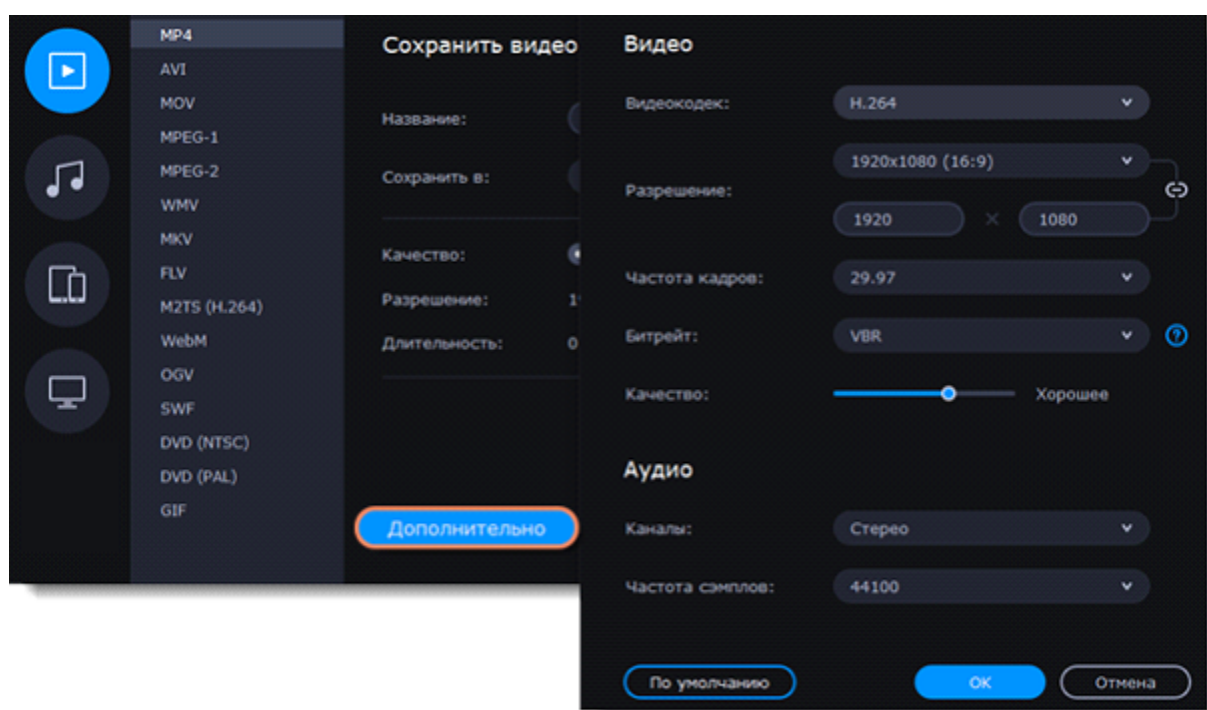 MP4
AVI
MOV
MPEG-1
MPEG-2
WMV
MKV
FLV
M2TS (H.264)
WebM
OGV
SWF
DVD (NTSC)
DVD (PAL)
GIF
Сохранить видео
Название:
Сохранить в:
Качество:
Разрешение: 1
Длительность: 0
Дополнительно
Видео
Видеокодек: H.264
1920x1080 (16:9)
Разрешение:
1920 × 1080
Частота кадров: 29.97
Битрейт: VBR ?
Качество: Хорошее
Аудио
Каналы: Стерео
Частота сэмплов: 44100
По умолчанию OK Отмена